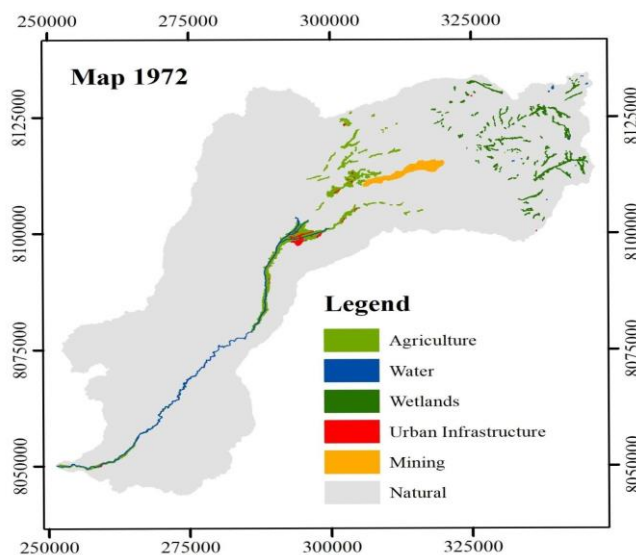 250000 275000 300000 325000
Map 1972
8125000 8125000
8100000 8100000
Legend
Agriculture
8075000 8075000
Water
Wetlands
Urban Infrastructure
8050000 8050000
Mining
Natural
250000 275000 300000 325000